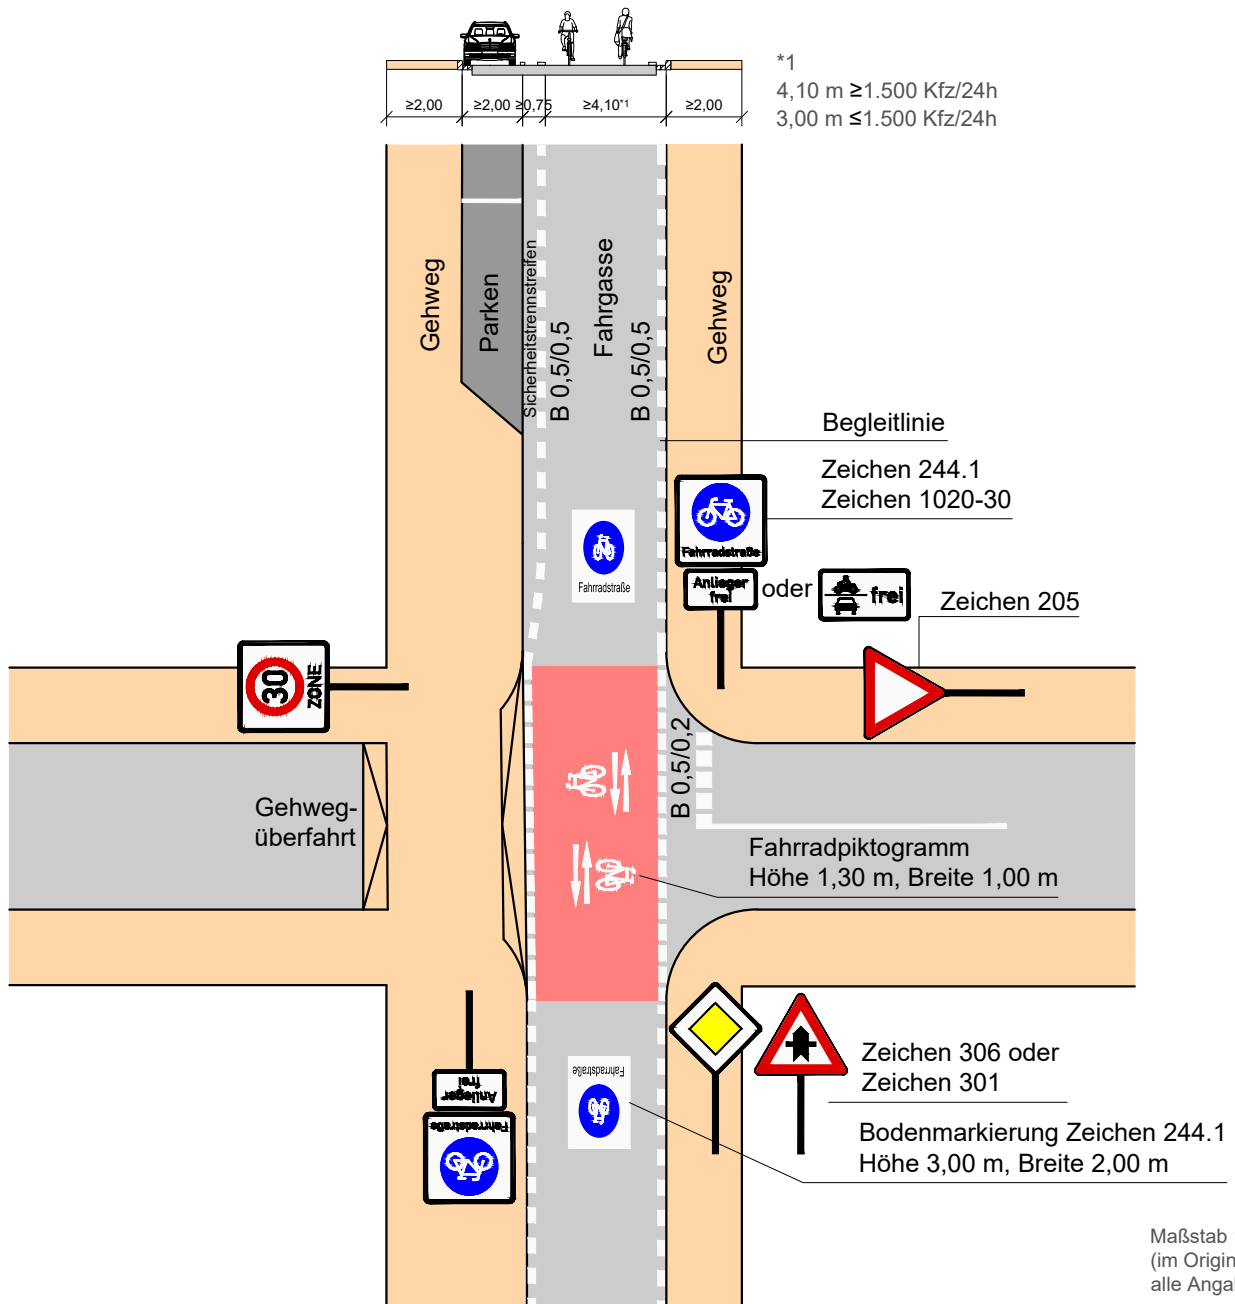 *1
4,10 m ≥1.500 Kfz/24h
3,00 m ≤1.500 Kfz/24h
≥2,00
≥2,00
≥0,75
≥4,10*1
≥2,00
Gehweg
Parken
Sicherheitstrennstreifen
B 0,5/0,5
Fahrgasse
B 0,5/0,5
Gehweg
Begleitlinie
Zeichen 244.1
Zeichen 1020-30
Fahrradstraße
Fahrradstraße
Anlieger
frei
oder
frei
Zeichen 205
30
ZONE
B 0,5/0,2
Gehweg-
überfahrt
Fahrradpiktogramm
Höhe 1,30 m, Breite 1,00 m
Zeichen 306 oder
Zeichen 301
Fahrradstraße
Anlieger
frei
Fahrradstraße
Bodenmarkierung Zeichen 244.1
Höhe 3,00 m, Breite 2,00 m
Maßstab
(im Origin
alle Angal